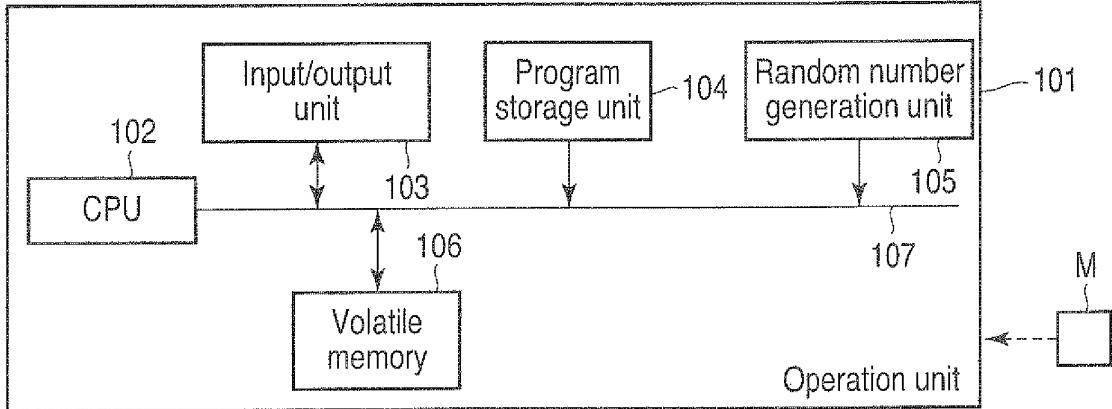 Input/output
unit
Program
storage unit
104
Random number
generation unit
101
102
CPU
103
105
107
106
Volatile
memory
M
Operation unit